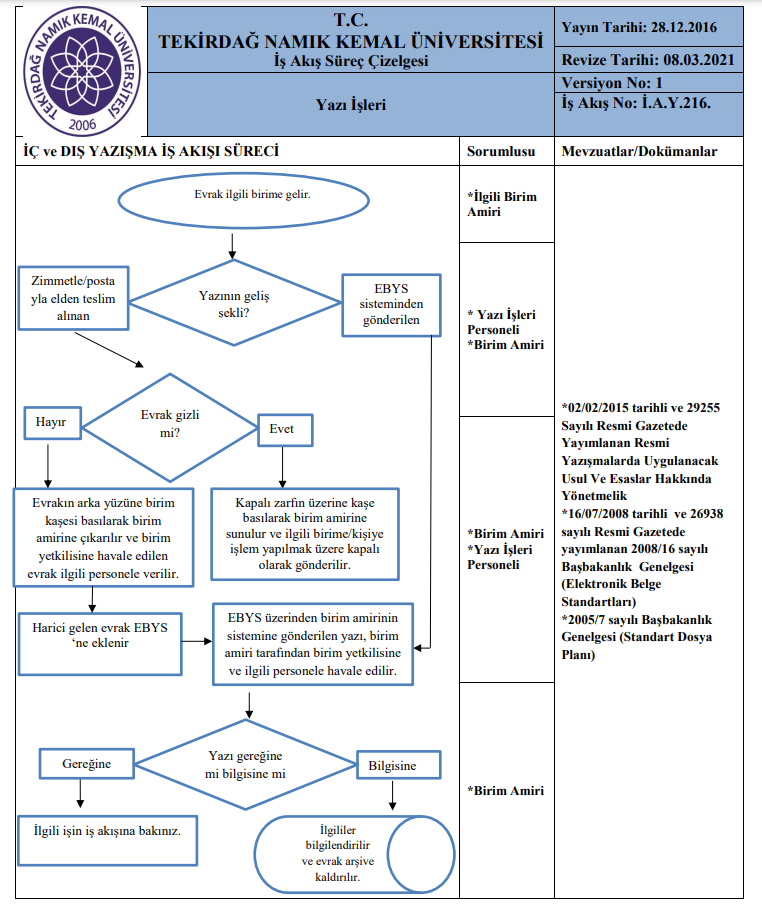 TEKİRDAĞ NAMIK KEMAL ÜNİVERSİTESİ
2006
T.C.
TEKİRDAĞ NAMIK KEMAL ÜNİVERSİTESİ
İş Akış Süreç Çizelgesi
Yazı İşleri
Yayın Tarihi: 28.12.2016
Revize Tarihi: 08.03.2021
Versiyon No: 1
İş Akış No: İ.A.Y.216.
İÇ ve DIŞ YAZIŞMA İŞ AKIŞI SÜRECİ
Sorumlusu
Mevzuatlar/Dokümanlar
Evrak ilgili birime gelir.
Zimmetle/posta
yla elden teslim
alınan
Yazının geliş
sekli?
EBYS
sisteminden
gönderilen
Evrak gizli
mi?
Hayır
Evet
Evrakın arka yüzüne birim
kaşesi basılarak birim
amirine çıkarılır ve birim
yetkilisine havale edilen
evrak ilgili personele verilir.
Kapalı zarfın üzerine kaşe
basılarak birim amirine
sunulur ve ilgili birime/kişiye
işlem yapılmak üzere kapalı
olarak gönderilir.
Harici gelen evrak EBYS
‘ne eklenir
EBYS üzerinden birim amirinin
sistemine gönderilen yazı, birim
amiri tarafından birim yetkilisine
ve ilgili personele havale edilir.
Yazı gereğine
mi bilgisine mi
Gereğine
Bilgisine
İlgili işin iş akışına bakınız.
İlgililer
bilgilendirilir
ve evrak arşive
kaldırılır.
*İlgili Birim
Amiri
* Yazı İşleri
Personeli
*Birim Amiri
*Birim Amiri
*Yazı İşleri
Personeli
*Birim Amiri
*02/02/2015 tarihli ve 29255
Sayılı Resmi Gazetede
Yayımlanan Resmi
Yazışmalarda Uygulanacak
Usul Ve Esaslar Hakkında
Yönetmelik
*16/07/2008 tarihli ve 26938
sayılı Resmi Gazetede
yayımlanan 2008/16 sayılı
Başbakanlık Genelgesi
(Elektronik Belge
Standartları)
*2005/7 sayılı Başbakanlık
Genelgesi (Standart Dosya
Planı)